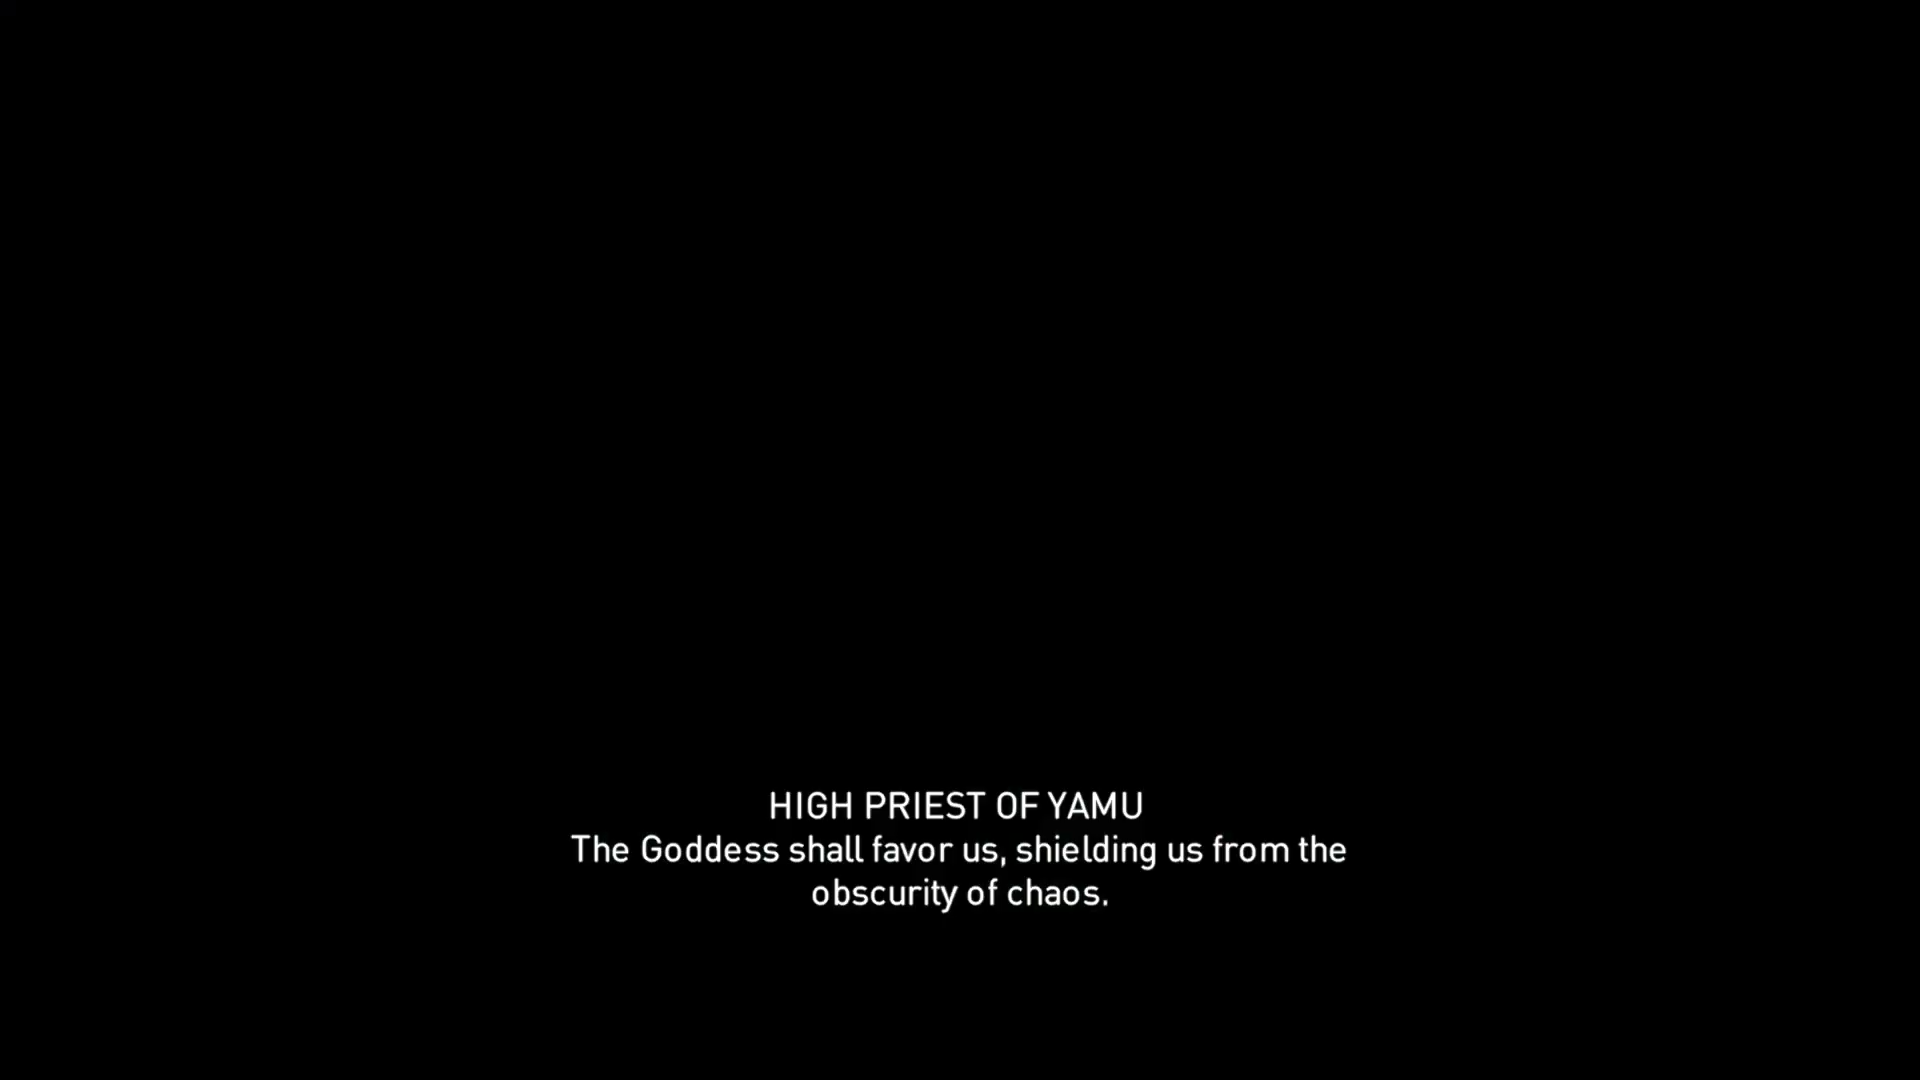 HIGH PRIEST OF YAMU
The Goddess shall favor us, shielding us from the
obscurity of chaos.